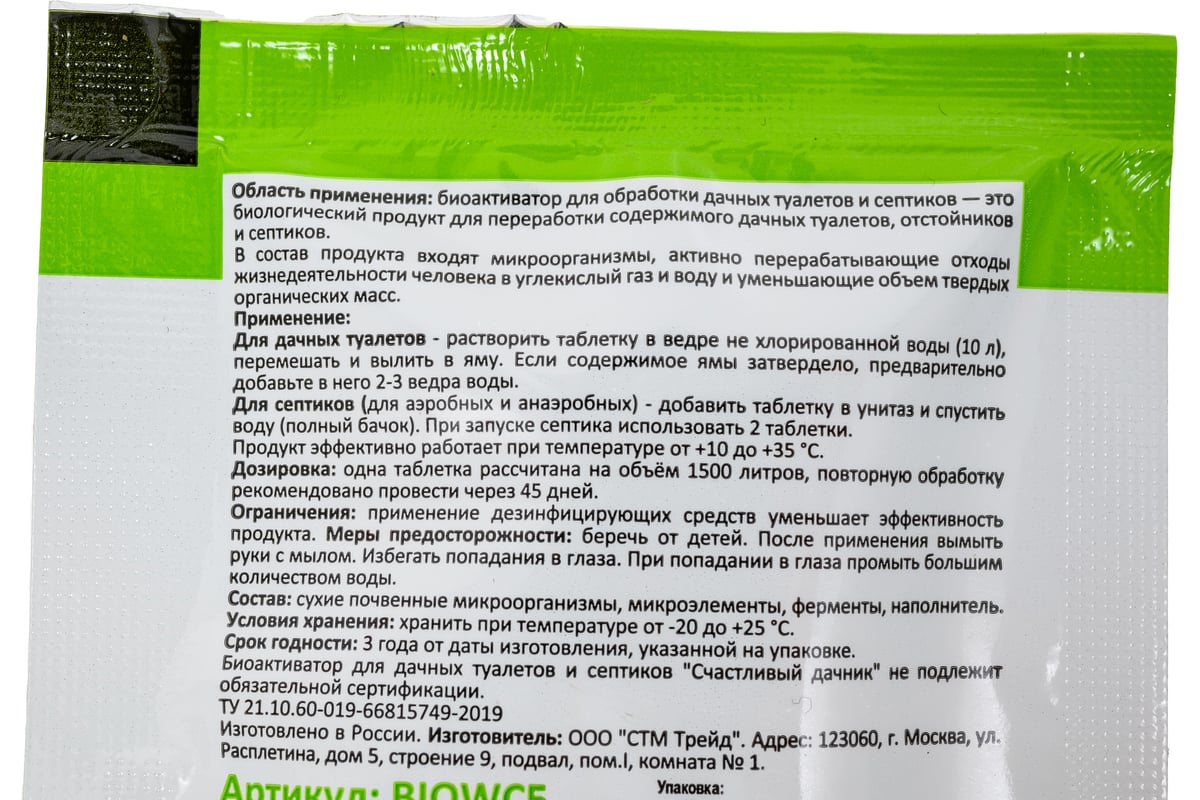 Область применения: биоактиватор для обработки дачных туалетов и септиков — это
биологический продукт для переработки содержимого дачных туалетов, отстойников
и септиков.
В состав продукта входят микроорганизмы, активно перерабатывающие отходы
жизнедеятельности человека в углекислый газ и воду и уменьшающие объем твердых
органических масс.
Применение:
Для дачных туалетов - растворить таблетку в ведре не хлорированной воды (10 л),
перемешать и вылить в яму. Если содержимое ямы затвердело, предварительно
добавьте в него 2-3 ведра воды.
Для септиков (для аэробных и анаэробных) - добавить таблетку в унитаз и спустить
воду (полный бачок). При запуске септика использовать 2 таблетки.
Продукт эффективно работает при температуре от +10 до +35 °C.
Дозировка: одна таблетка рассчитана на объём 1500 литров, повторную обработку
рекомендовано провести через 45 дней.
Ограничения: применение дезинфицирующих средств уменьшает эффективность
продукта. Меры предосторожности: беречь от детей. После применения вымыть
руки с мылом. Избегать попадания в глаза. При попадании в глаза промыть большим
количеством воды.
Состав: сухие почвенные микроорганизмы, микроэлементы, ферменты, наполнитель.
Условия хранения: хранить при температуре от -20 до +25 °C.
Срок годности: 3 года от даты изготовления, указанной на упаковке.
Биоактиватор для дачных туалетов и септиков "Счастливый дачник" не подлежит
обязательной сертификации.
ТУ 21.10.60-019-66815749-2019
Изготовлено в России. Изготовитель: ООО "СТМ Трейд". Адрес: 123060, г. Москва, ул.
Расплетина, дом 5, строение 9, подвал, пом.I, комната № 1.
Артикул:
Упаковка: